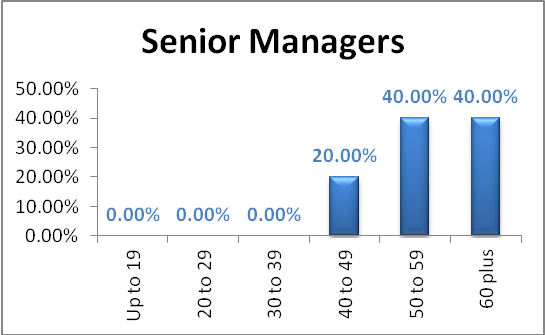 Senior Managers
50.00%
40.00%
30.00%
20.00%
10.00%
0.00%
0.00% 0.00% 0.00% 20.00% 40.00% 40.00%
Up to 19
20 to 29
30 to 39
40 to 49
50 to 59
60 plus